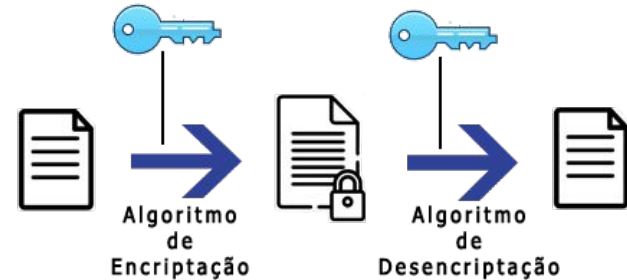 Algoritmo
de
Encriptação
Algoritmo
de
Desencriptação